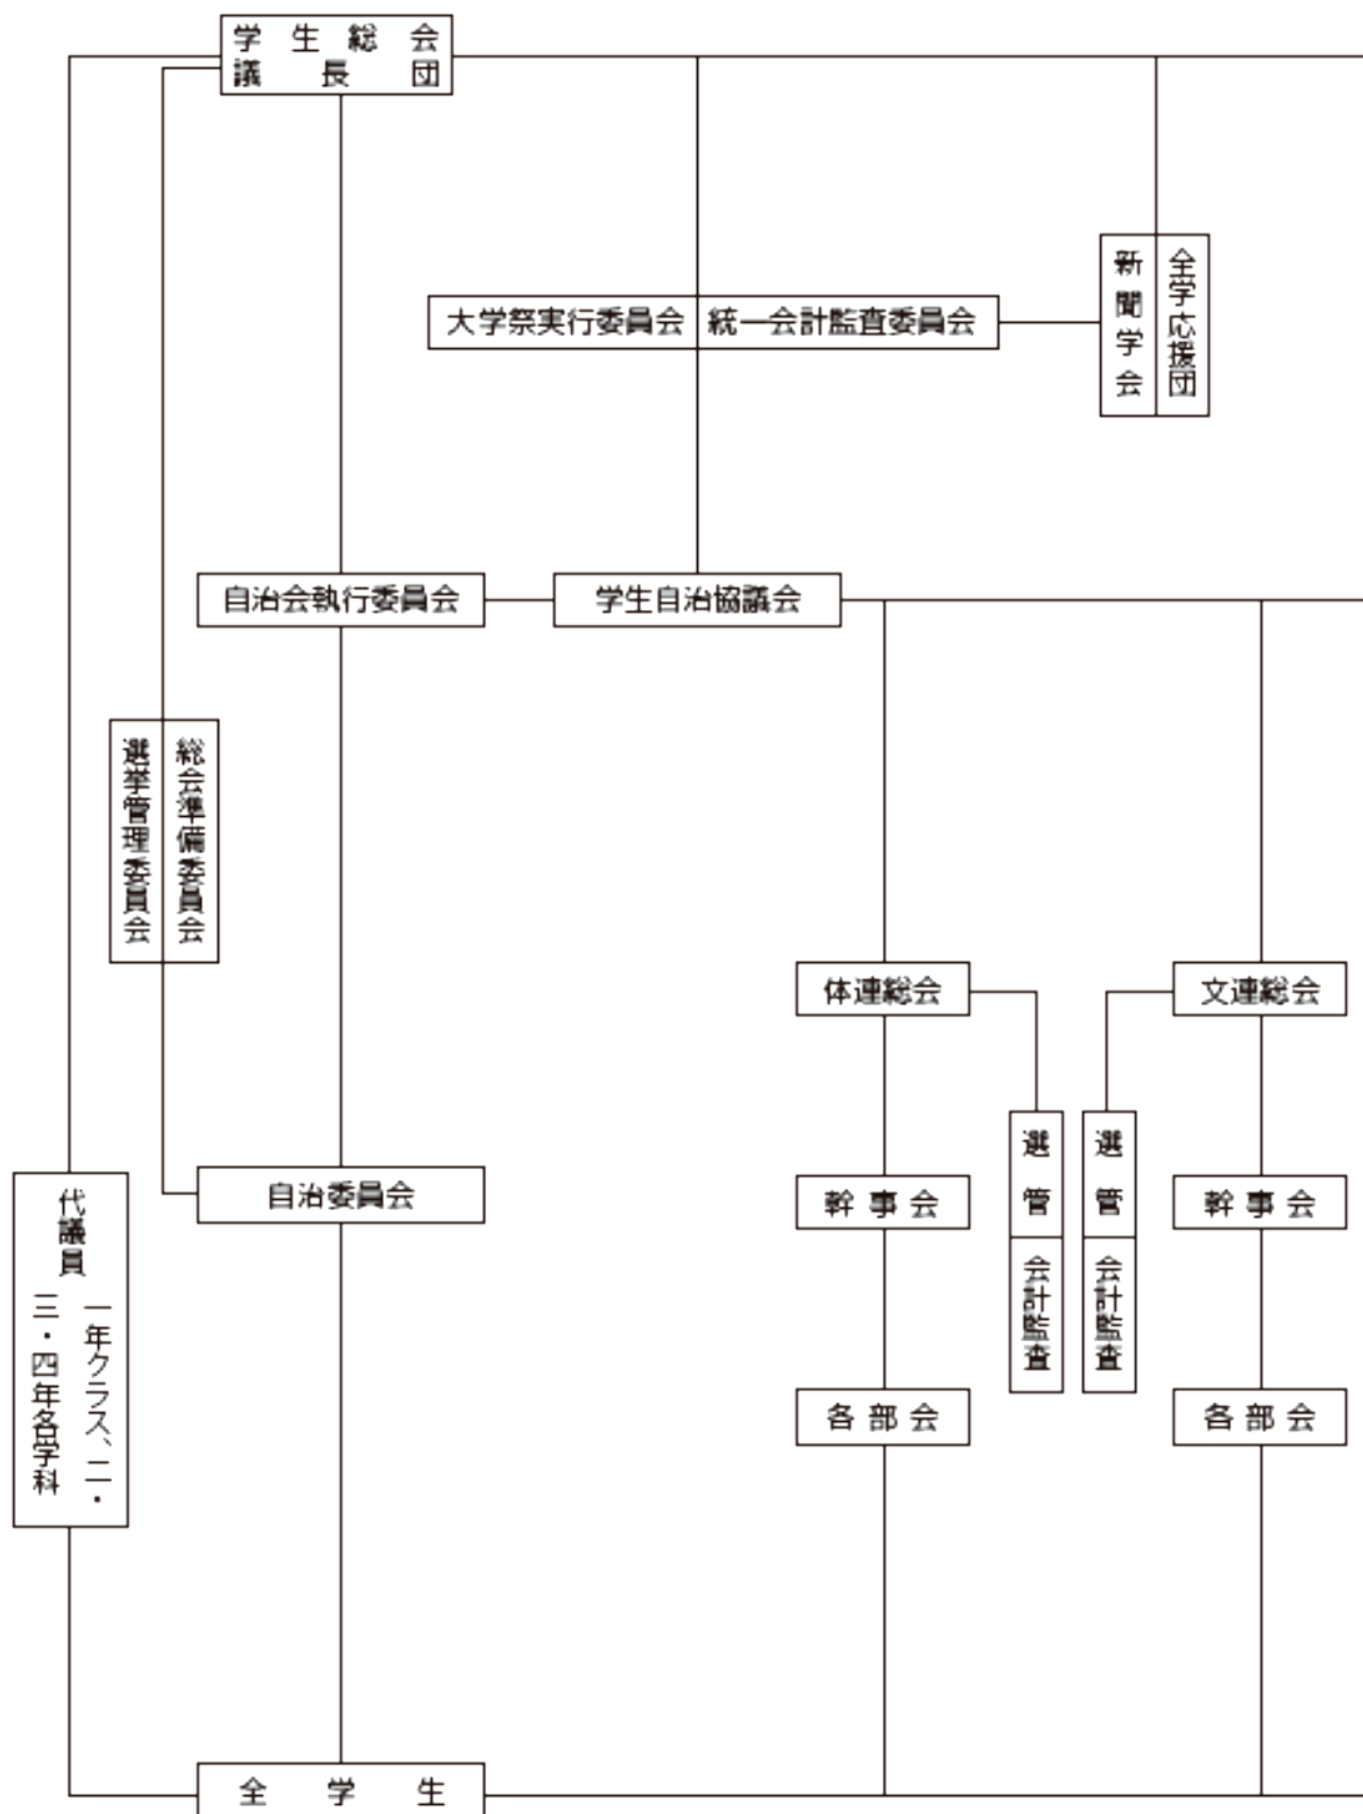 学生総会
議長団
全学応援団
新聞学会
大学祭実行委員会
統一会計監査委員会
自治会執行委員会
学生自治協議会
総会準備委員会
選挙管理委員会
体連総会
文連総会
選管
会計監査
選管
会計監査
自治委員会
幹事会
幹事会
代議員
一年クラス、二・
三・四年各学科
各部会
各部会
全学生